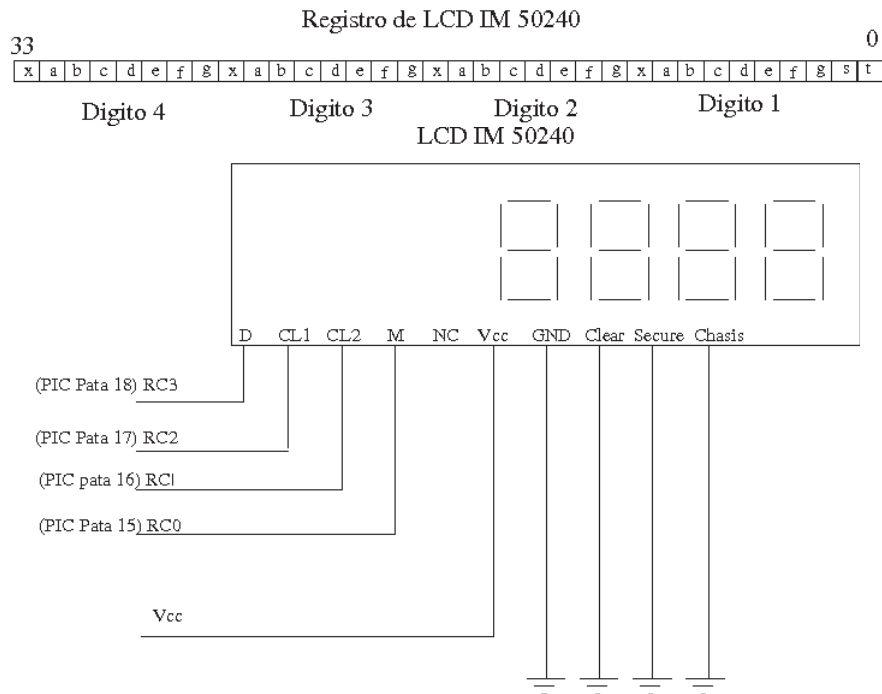 Registro de LCD IM 50240
33 0
x a b c d e f g x a b c d e f g x a b c d e f g x a b c d e f g s t
Digito 4 Digito 3 Digito 2 Digito 1
LCD IM 50240
D CL1 CL2 M NC Vcc GND Clear Secure Chasis
(PIC Pata 18) RC3
(PIC Pata 17) RC2
(PIC pata 16) RC1
(PIC Pata 15) RC0
Vcc